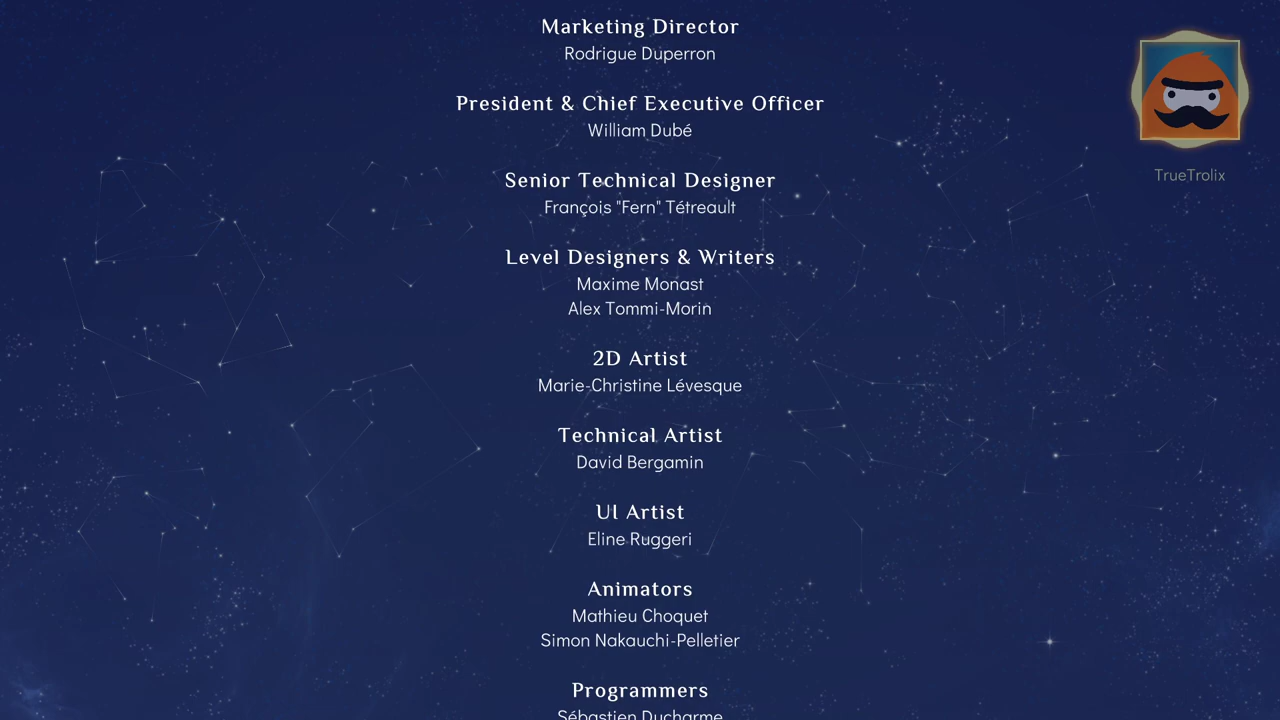 Marketing Director
Rodrigue Duperron
President & Chief Executive Officer
William Dubé
TrueTrolix
Senior Technical Designer
François "Fern" Tétreault
Level Designers & Writers
Maxime Monast
Alex Tommi-Morin
2D Artist
Marie-Christine Lévesque
Technical Artist
David Bergamin
UI Artist
Eline Ruggeri
Animators
Mathieu Choquet
Simon Nakauchi-Pelletier
Programmers
Sébastien Ducharme